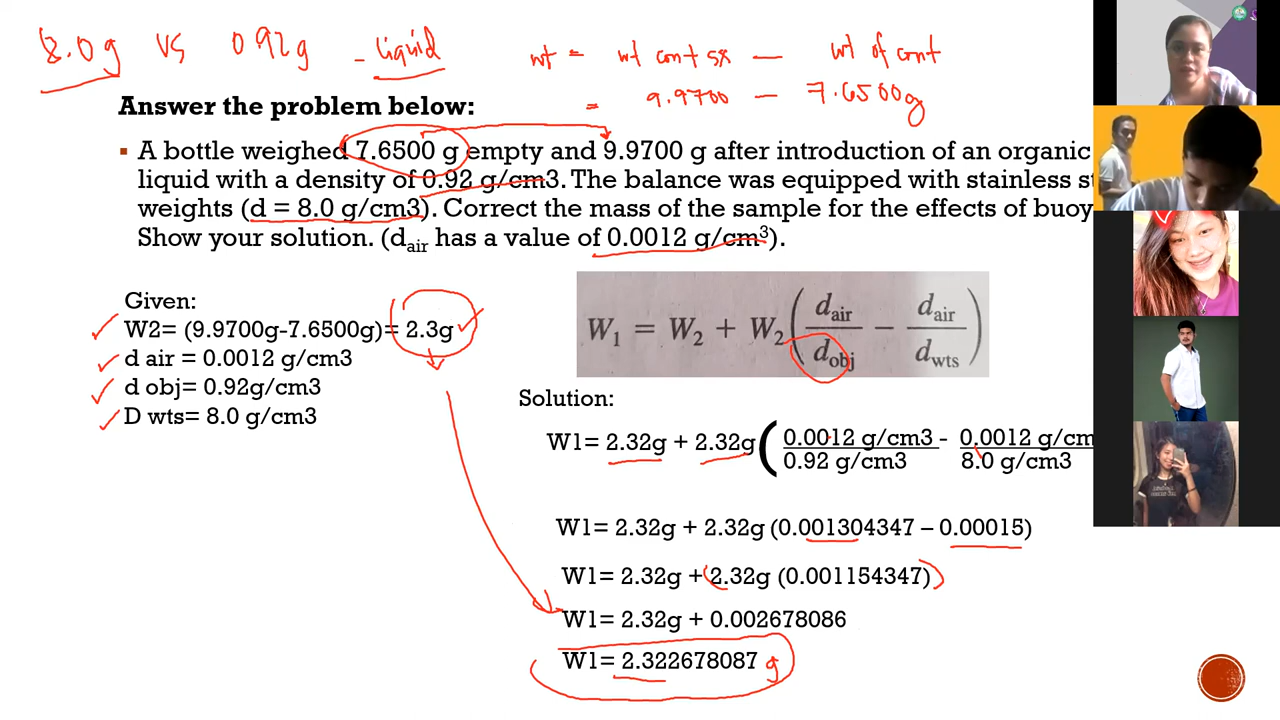 8.0g vs 0.92g - liquid
wt = wt cont sx — wt of cont
= 9.9700 — 7.6500g
Answer the problem below:
▪ A bottle weighed 7.6500 g empty and 9.9700 g after introduction of an organic
liquid with a density of 0.92 g/cm3. The balance was equipped with stainless st
weights (d = 8.0 g/cm3). Correct the mass of the sample for the effects of buoy
Show your solution. (dair has a value of 0.0012 g/cm³).
Given:
W2= (9.9700g-7.6500g)= 2.3g
d air = 0.0012 g/cm3
d obj= 0.92g/cm3
D wts= 8.0 g/cm3
W₁ = W₂ + W₂ (dair/dobj − dair/dwts)
Solution:
W1= 2.32g + 2.32g ( 0.0012 g/cm3 - 0.0012 g/cm
0.92 g/cm3 8.0 g/cm3
W1= 2.32g + 2.32g (0.001304347 – 0.00015)
W1= 2.32g + 2.32g (0.001154347)
W1= 2.32g + 0.002678086
W1= 2.322678087 g